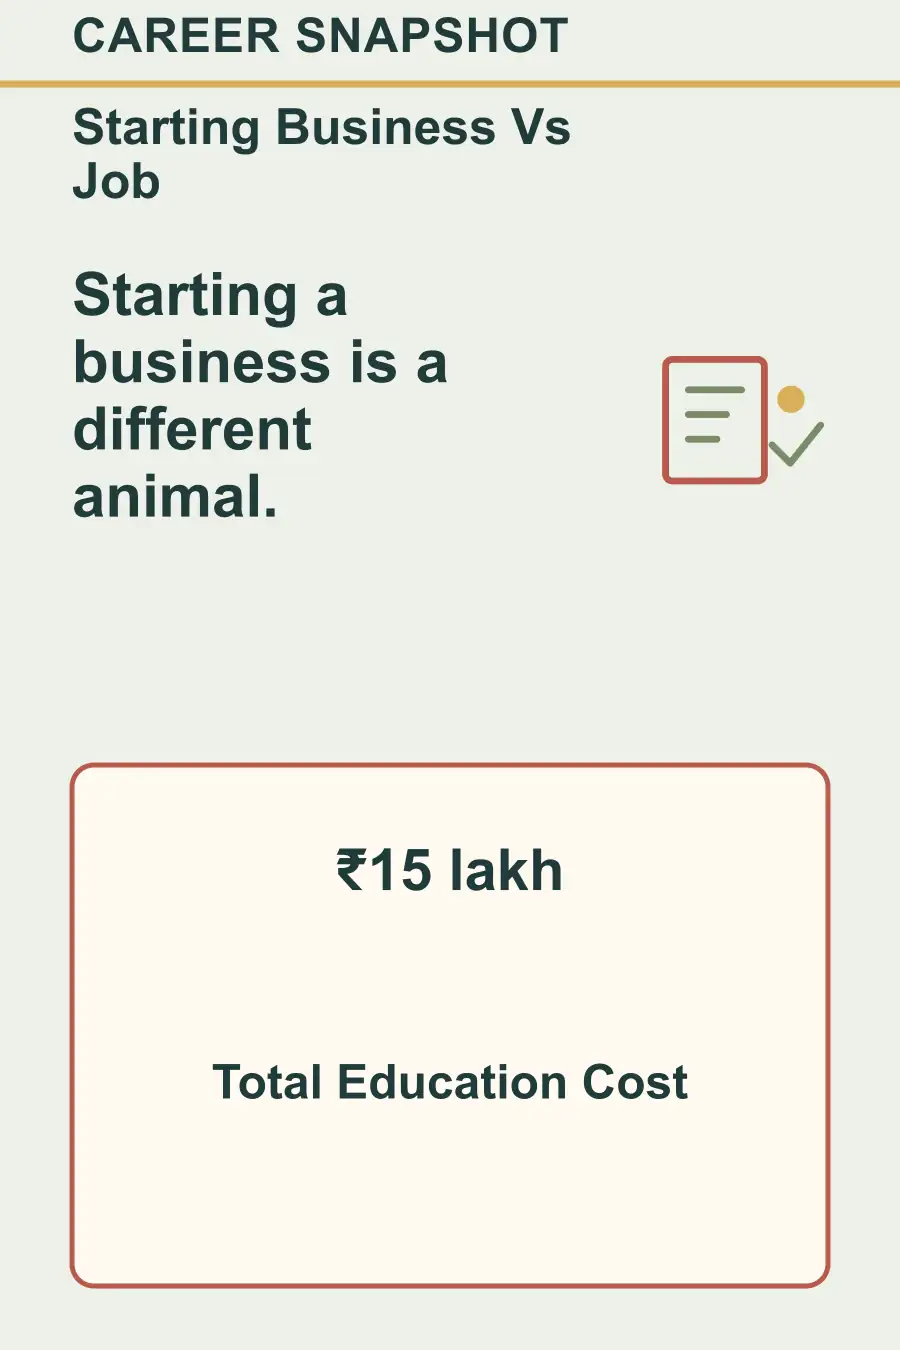 CAREER SNAPSHOT
Starting Business Vs
Job
Starting a
business is a
different
animal.
₹15 lakh
Total Education Cost